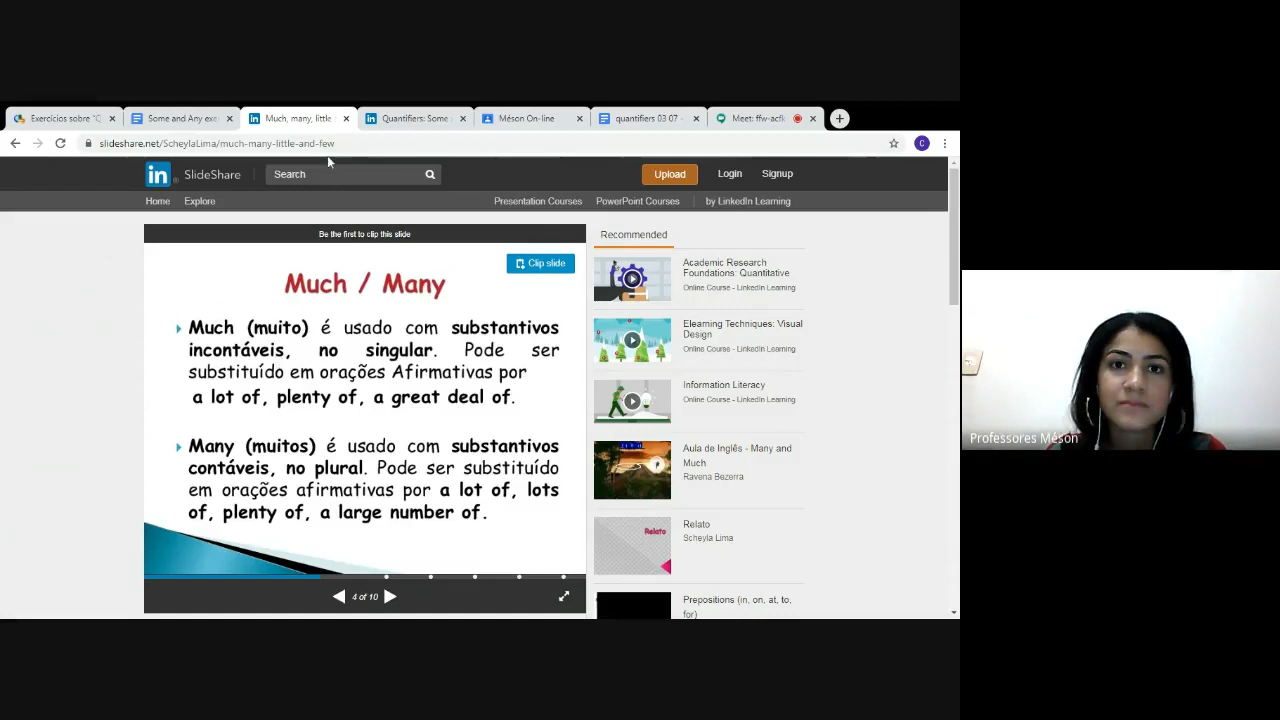 Exercícios sobre "Q
Some and Any exe
Much, many, little
Quantifiers: Some
Méson On-line
quantifiers 03 07 -
Meet: ffw-acfk
slideshare.net/ScheylaLima/much-many-little-and-few
C
in SlideShare
Search
Upload
Login
Signup
Home
Explore
Presentation Courses
PowerPoint Courses
by LinkedIn Learning
Be the first to clip this slide
Clip slide
Much / Many
Much (muito) é usado com substantivos
incontáveis, no singular. Pode ser
substituído em orações Afirmativas por
a lot of, plenty of, a great deal of.
Many (muitos) é usado com substantivos
contáveis, no plural. Pode ser substituído
em orações afirmativas por a lot of, lots
of, plenty of, a large number of.
4 of 10
Recommended
Academic Research
Foundations: Quantitative
Online Course - LinkedIn Learning
Elearning Techniques: Visual
Design
Online Course - LinkedIn Learning
Information Literacy
Online Course - LinkedIn Learning
Aula de Inglês - Many and
Much
Ravena Bezerra
Relato
Relato
Scheyla Lima
Prepositions (in, on, at, to,
for)
Professores Méson